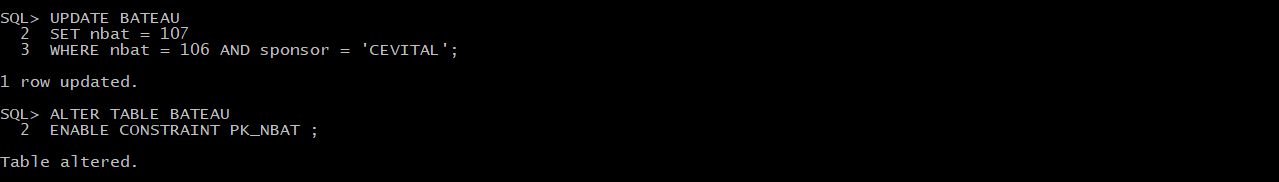 SQL> UPDATE BATEAU
2 SET nbat = 107
3 WHERE nbat = 106 AND sponsor = 'CEVITAL';
1 row updated.
SQL> ALTER TABLE BATEAU
2 ENABLE CONSTRAINT PK_NBAT ;
Table altered.